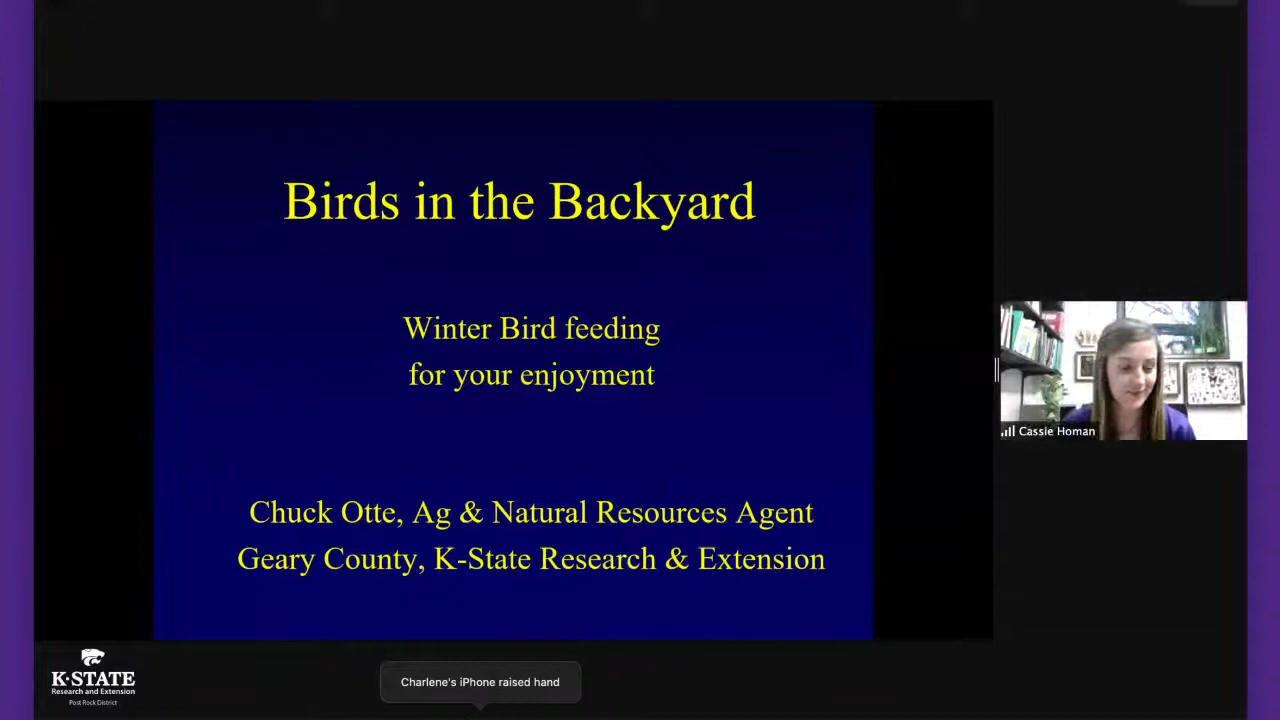 Birds in the Backyard
Winter Bird feeding
for your enjoyment
Chuck Otte, Ag & Natural Resources Agent
Geary County, K-State Research & Extension
Cassie Homan
K-STATE
Research and Extension
Post Rock District
Charlene's iPhone raised hand